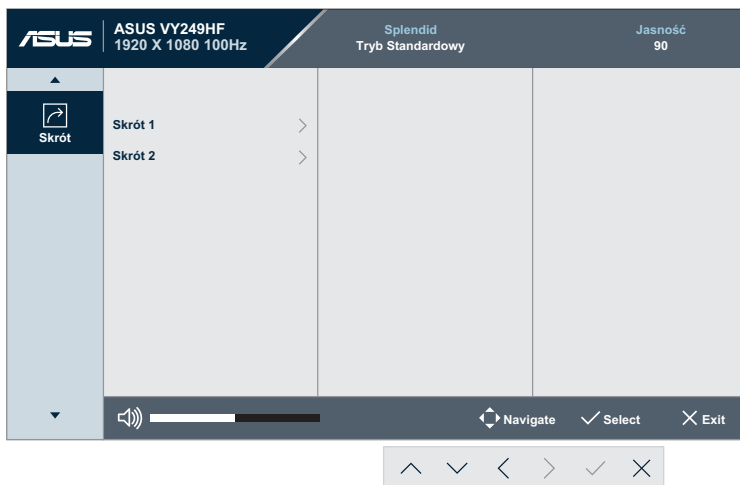 ASUS
ASUS VY249HF
1920 X 1080 100Hz
Splendid
Tryb Standardowy
Jasność
90
Skrót
Skrót 1
Skrót 2
Navigate
Select
Exit